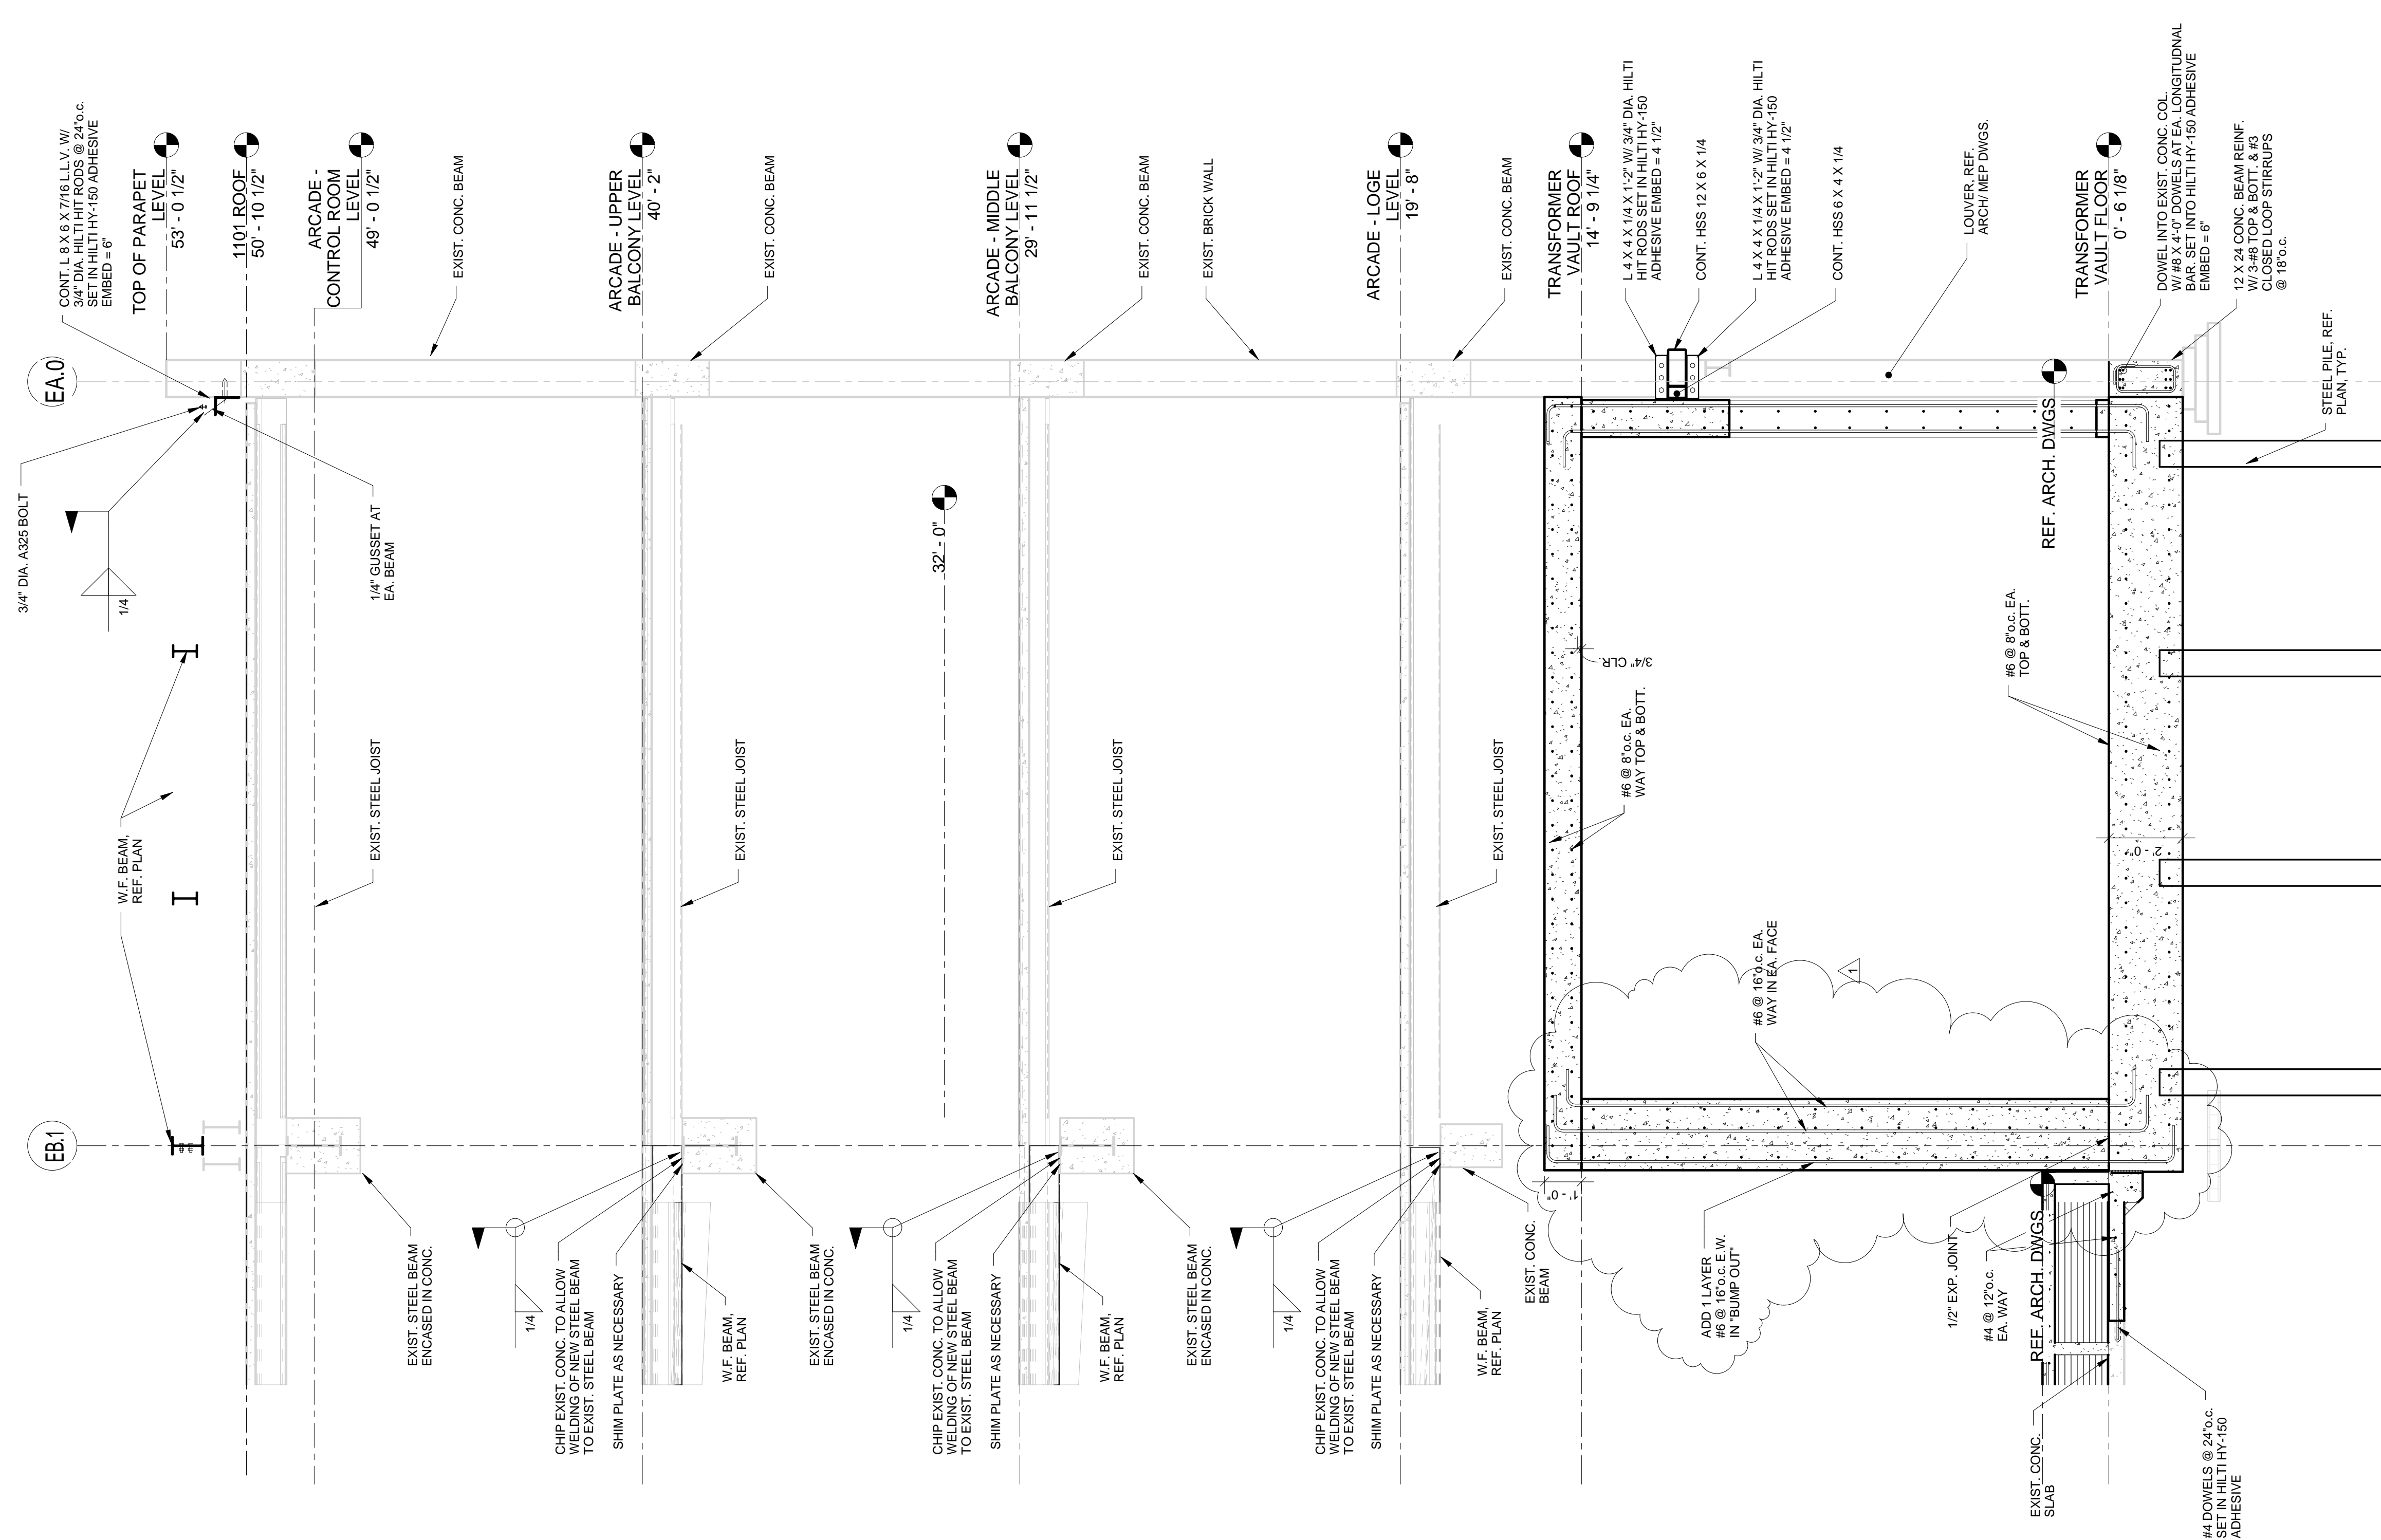 EB.1
EA.0
W.F. BEAM,
REF. PLAN
3/4" DIA. A325 BOLT
1/4
CONT. L 8 X 6 X 7/16 L.L.V. W/
3/4" DIA. HILTI HIT RODS @ 24"o.c.
SET IN HILTI HY-150 ADHESIVE
EMBED = 6"
TOP OF PARAPET
LEVEL
53' - 0 1/2"
1101 ROOF
50' - 10 1/2"
ARCADE -
CONTROL ROOM
LEVEL
49' - 0 1/2"
1/4" GUSSET AT
EA. BEAM
EXIST. STEEL JOIST
EXIST. CONC. BEAM
EXIST. STEEL BEAM
ENCASED IN CONC.
1/4
CHIP EXIST. CONC. TO ALLOW
WELDING OF NEW STEEL BEAM
TO EXIST. STEEL BEAM
SHIM PLATE AS NECESSARY
ARCADE - UPPER
BALCONY LEVEL
40' - 2"
W.F. BEAM,
REF. PLAN
EXIST. STEEL JOIST
EXIST. CONC. BEAM
EXIST. STEEL BEAM
ENCASED IN CONC.
1/4
32' - 0"
CHIP EXIST. CONC. TO ALLOW
WELDING OF NEW STEEL BEAM
TO EXIST. STEEL BEAM
SHIM PLATE AS NECESSARY
ARCADE - MIDDLE
BALCONY LEVEL
29' - 11 1/2"
W.F. BEAM,
REF. PLAN
EXIST. STEEL JOIST
EXIST. CONC. BEAM
EXIST. STEEL BEAM
ENCASED IN CONC.
EXIST. BRICK WALL
1/4
CHIP EXIST. CONC. TO ALLOW
WELDING OF NEW STEEL BEAM
TO EXIST. STEEL BEAM
SHIM PLATE AS NECESSARY
ARCADE - LOGE
LEVEL
19' - 8"
W.F. BEAM,
REF. PLAN
EXIST. CONC.
BEAM
EXIST. STEEL JOIST
EXIST. CONC. BEAM
1' - 0"
TRANSFORMER
VAULT ROOF
14' - 9 1/4"
#6 @ 8"o.c. EA.
WAY TOP & BOTT.
3/4" CLR.
L 4 X 4 X 1/4 X 1'-2" W/ 3/4" DIA. HILTI
HIT RODS SET IN HILTI HY-150
ADHESIVE EMBED = 4 1/2"
CONT. HSS 12 X 6 X 1/4
L 4 X 4 X 1/4 X 1'-2" W/ 3/4" DIA. HILTI
HIT RODS SET IN HILTI HY-150
ADHESIVE EMBED = 4 1/2"
CONT. HSS 6 X 4 X 1/4
ADD 1 LAYER
#6 @ 16"o.c. E.W.
IN "BUMP OUT"
#6 @ 16"o.c. EA.
WAY IN EA. FACE
1
LOUVER, REF.
ARCH/ MEP DWGS.
1/2" EXP. JOINT
#4 @ 12"o.c.
EA. WAY
REF. ARCH. DWGS.
#6 @ 8"o.c. EA.
TOP & BOTT.
REF. ARCH. DWGS.
TRANSFORMER
VAULT FLOOR
0' - 6 1/8"
2' - 0"
EXIST. CONC.
SLAB
DOWEL INTO EXIST. CONC. COL.
W/ #8 X 4'-0" DOWELS AT EA. LONGITUDNAL
BAR. SET INTO HILTI HY-150 ADHESIVE
EMBED = 6"
#4 DOWELS @ 24"o.c.
SET IN HILTI HY-150
ADHESIVE
12 X 24 CONC. BEAM REINF.
W/ 3-#8 TOP & BOTT. & #3
CLOSED LOOP STIRRUPS
@ 18"o.c.
STEEL PILE, REF.
PLAN, TYP.